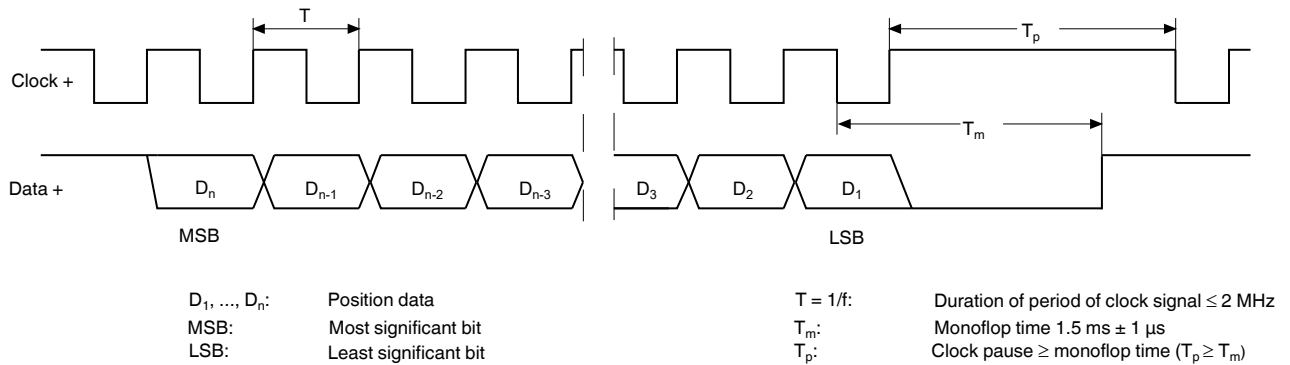 T
Tp
Clock +
Tm
Data +
Dn
Dn-1
Dn-2
Dn-3
D3
D2
D1
MSB
LSB
D1, ..., Dn: Position data
MSB: Most significant bit
LSB: Least significant bit
T = 1/f: Duration of period of clock signal ≤ 2 MHz
Tm: Monoflop time 1.5 ms ± 1 μs
Tp: Clock pause ≥ monoflop time (Tp ≥ Tm)